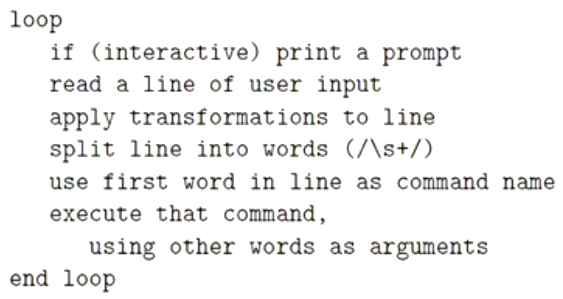 loop
if (interactive) print a prompt
read a line of user input
apply transformations to line
split line into words (/\s+/)
use first word in line as command name
execute that command,
using other words as arguments
end loop